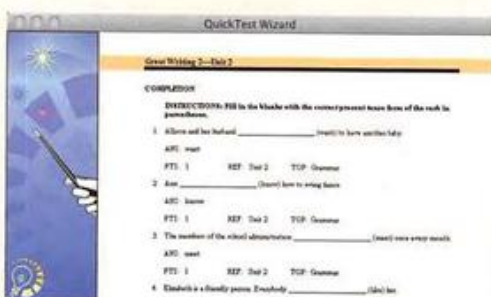 QuickTest Wizard
Great Writing 2—Unit 2
COMPLETION
INSTRUCTIONS: Fill in the blanks with the correct present tense form of the verb in
parentheses.
1 Allison and her husband ____________ (want) to have another baby.
ANS: want
PTS: 1 REF: Unit 2 TOP: Grammar
2 Ann ____________ (know) how to swing dance.
ANS: knows
PTS: 1 REF: Unit 2 TOP: Grammar
3 The members of the school administration ____________ (meet) once every month.
ANS: meet
PTS: 1 REF: Unit 2 TOP: Grammar
4 Elizabeth is a friendly person. Everybody ____________ (like) her.